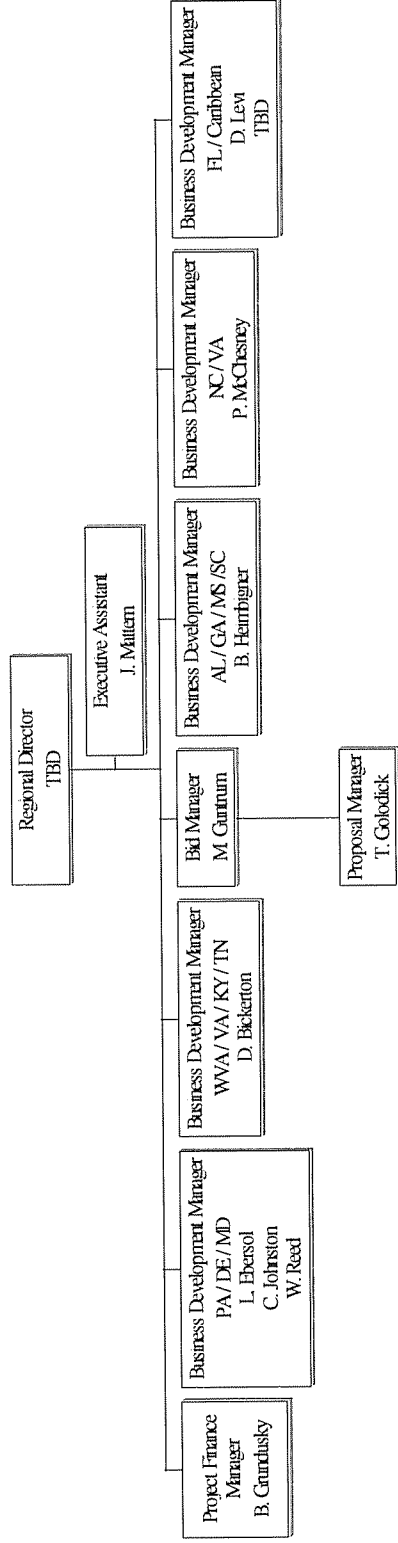 Regional Director
TBD
Executive Assistant
J. Mattern
Project Finance
Manager
B. Grundusky
Business Development Manager
PA / DE / MD
L. Ebersol
C. Johnston
W. Reed
Business Development Manager
WVA / VA / KY / TN
D. Bickerton
Bid Manager
M. Guntrum
Business Development Manager
AL / GA / MS / SC
B. Heimbigner
Business Development Manager
NC / VA
P. McChesney
Business Development Manager
FL / Caribbean
D. Levi
TBD
Proposal Manager
T. Golodick